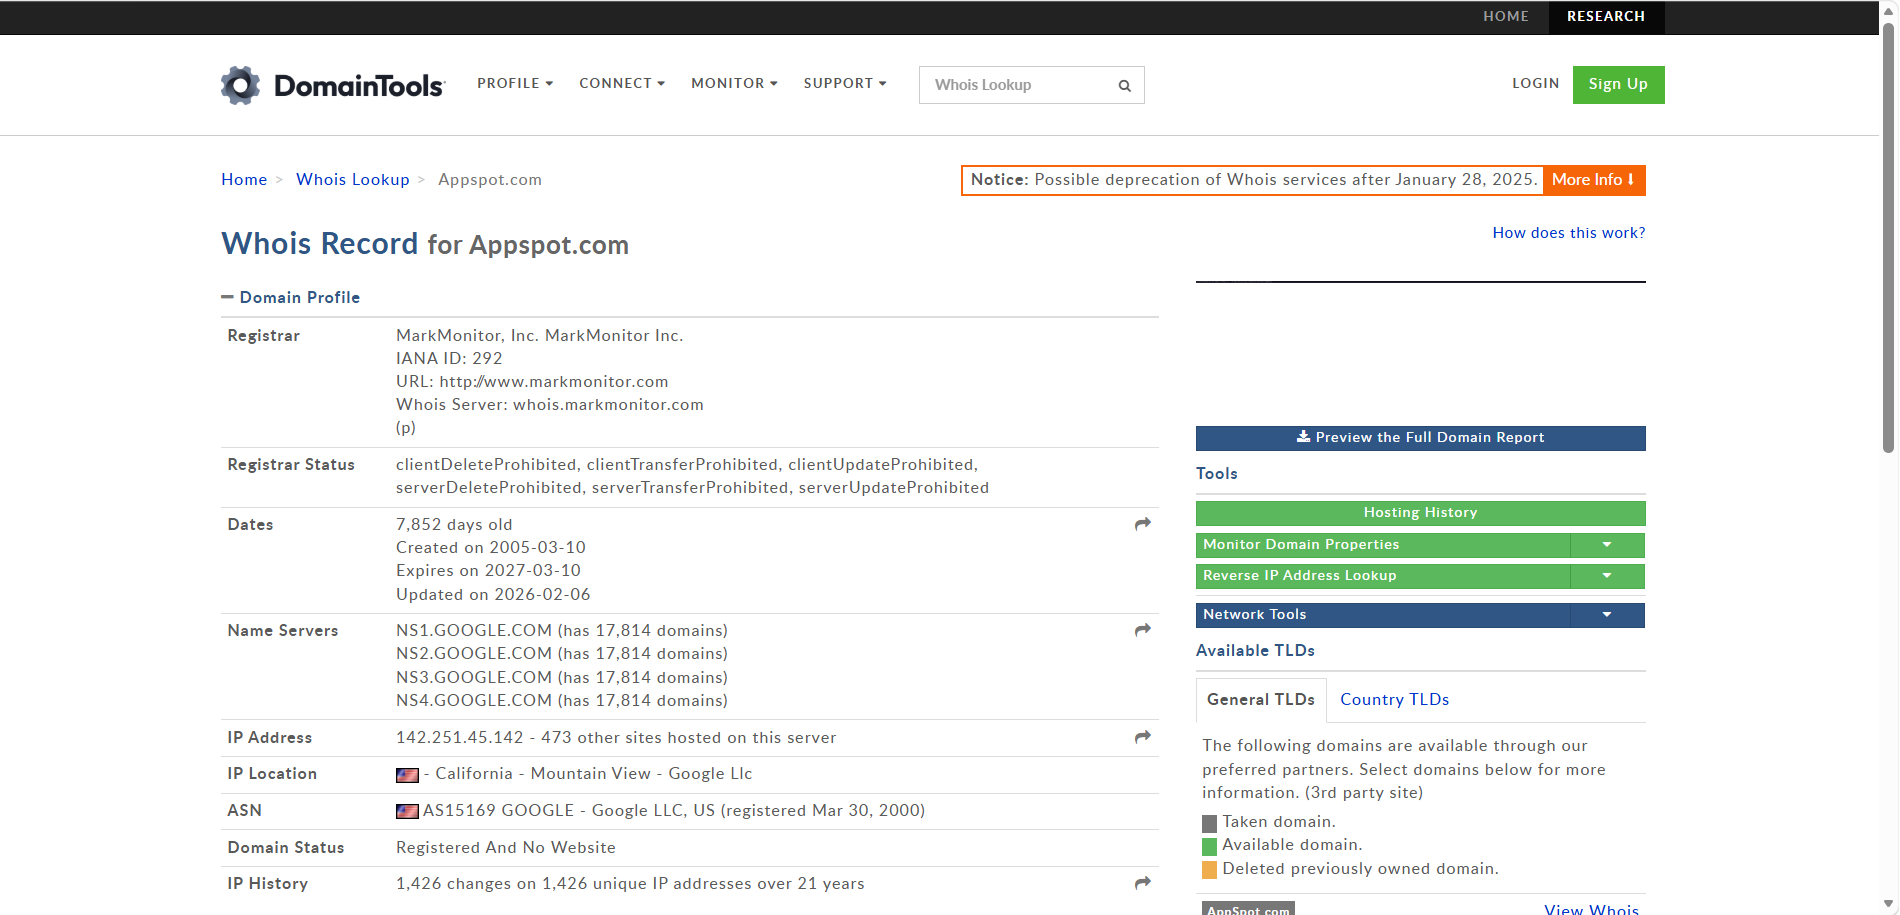 HOME RESEARCH
DomainTools PROFILE CONNECT MONITOR SUPPORT Whois Lookup LOGIN Sign Up
Home > Whois Lookup > Appspot.com
Notice: Possible deprecation of Whois services after January 28, 2025. More Info
Whois Record for Appspot.com
How does this work?
Domain Profile
Registrar MarkMonitor, Inc. MarkMonitor Inc.
IANA ID: 292
URL: http://www.markmonitor.com
Whois Server: whois.markmonitor.com
(p)
Registrar Status clientDeleteProhibited, clientTransferProhibited, clientUpdateProhibited,
serverDeleteProhibited, serverTransferProhibited, serverUpdateProhibited
Dates 7,852 days old
Created on 2005-03-10
Expires on 2027-03-10
Updated on 2026-02-06
Name Servers NS1.GOOGLE.COM (has 17,814 domains)
NS2.GOOGLE.COM (has 17,814 domains)
NS3.GOOGLE.COM (has 17,814 domains)
NS4.GOOGLE.COM (has 17,814 domains)
IP Address 142.251.45.142 - 473 other sites hosted on this server
IP Location - California - Mountain View - Google Llc
ASN AS15169 GOOGLE - Google LLC, US (registered Mar 30, 2000)
Domain Status Registered And No Website
IP History 1,426 changes on 1,426 unique IP addresses over 21 years
Preview the Full Domain Report
Tools
Hosting History
Monitor Domain Properties
Reverse IP Address Lookup
Network Tools
Available TLDs
General TLDs Country TLDs
The following domains are available through our
preferred partners. Select domains below for more
information. (3rd party site)
Taken domain.
Available domain.
Deleted previously owned domain.
AppSpot.com View Whois